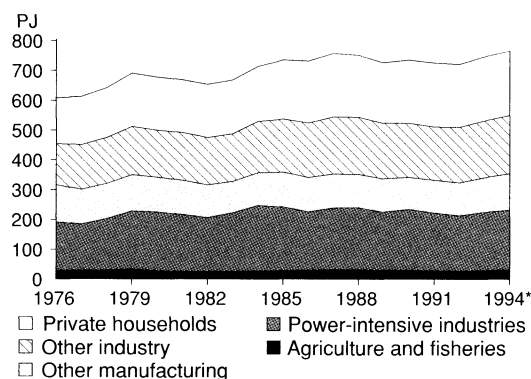 PJ
800
700
600
500
400
300
200
100
0
1976 1979 1982 1985 1988 1991 1994*
Private households Power-intensive industries
Other industry Agriculture and fisheries
Other manufacturing